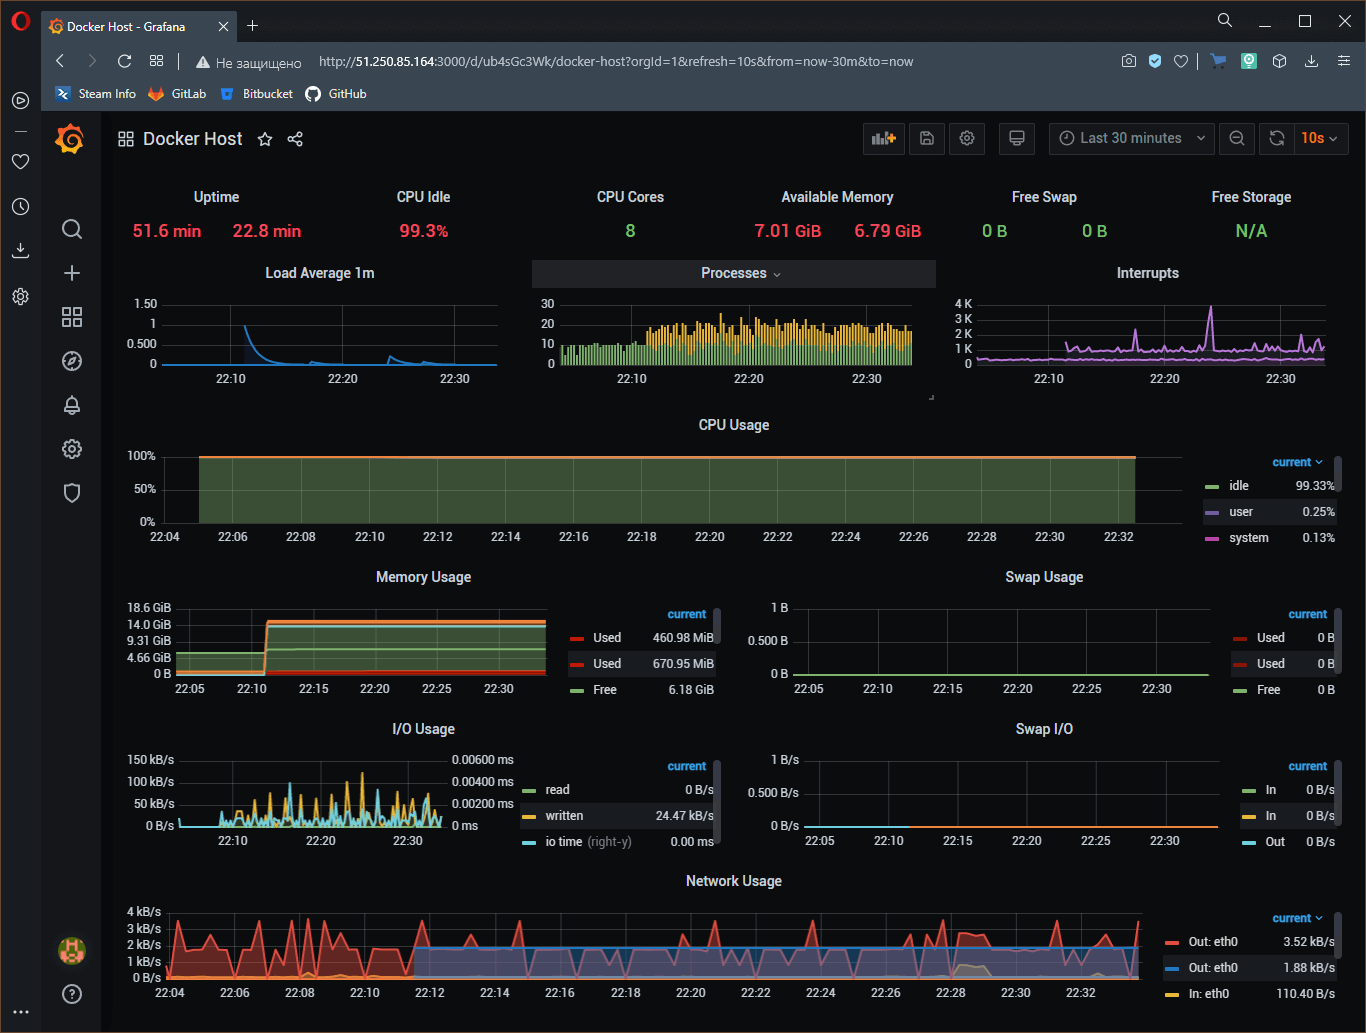 Docker Host - Grafana
Не защищено http://51.250.85.164:3000/d/ub4sGc3Wk/docker-host?orgId=1&refresh=10s&from=now-30m&to=now
Steam Info GitLab Bitbucket GitHub
Docker Host
Last 30 minutes
10s
Uptime CPU Idle CPU Cores Available Memory Free Swap Free Storage
51.6 min 22.8 min 99.3% 8 7.01 GiB 6.79 GiB 0 B 0 B N/A
Load Average 1m
1.50
1
0.500
0
22:10 22:20 22:30
Processes
30
20
10
0
22:10 22:20 22:30
Interrupts
4 K
3 K
2 K
1 K
0
22:10 22:20 22:30
CPU Usage
100%
50%
0%
22:04 22:06 22:08 22:10 22:12 22:14 22:16 22:18 22:20 22:22 22:24 22:26 22:28 22:30 22:32
current
idle 99.33%
user 0.25%
system 0.13%
Memory Usage
18.6 GiB
14.0 GiB
9.31 GiB
4.66 GiB
0 B
22:05 22:10 22:15 22:20 22:25 22:30
current
Used 460.98 MiB
Used 670.95 MiB
Free 6.18 GiB
Swap Usage
1 B
0.500 B
0 B
22:05 22:10 22:15 22:20 22:25 22:30
current
Used 0 B
Used 0 B
Free 0 B
I/O Usage
150 kB/s
100 kB/s
50 kB/s
0 B/s
0.00600 ms
0.00400 ms
0.00200 ms
0 ms
22:10 22:20 22:30
current
read 0 B/s
written 24.47 kB/s
io time (right-y) 0.00 ms
Swap I/O
1 B/s
0.500 B/s
0 B/s
22:05 22:10 22:15 22:20 22:25 22:30
current
In 0 B/s
In 0 B/s
Out 0 B/s
Network Usage
4 kB/s
3 kB/s
2 kB/s
1 kB/s
0 B/s
22:04 22:06 22:08 22:10 22:12 22:14 22:16 22:18 22:20 22:22 22:24 22:26 22:28 22:30 22:32
current
Out: eth0 3.52 kB/s
Out: eth0 1.88 kB/s
In: eth0 110.40 B/s